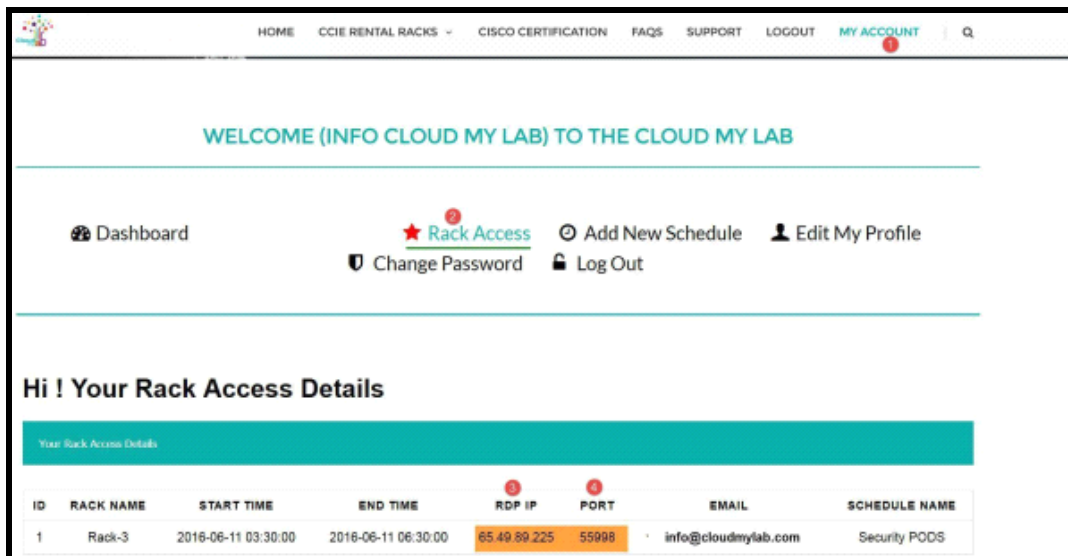 HOME CCIE RENTAL RACKS CISCO CERTIFICATION FAQS SUPPORT LOGOUT MY ACCOUNT
1
WELCOME (INFO CLOUD MY LAB) TO THE CLOUD MY LAB
2
Dashboard Rack Access Add New Schedule Edit My Profile
Change Password Log Out
Hi ! Your Rack Access Details
Your Rack Access Details
3 4
ID RACK NAME START TIME END TIME RDP IP PORT EMAIL SCHEDULE NAME
1 Rack-3 2016-06-11 03:30:00 2016-06-11 06:30:00 65.49.89.225 55998 info@cloudmylab.com Security PODS